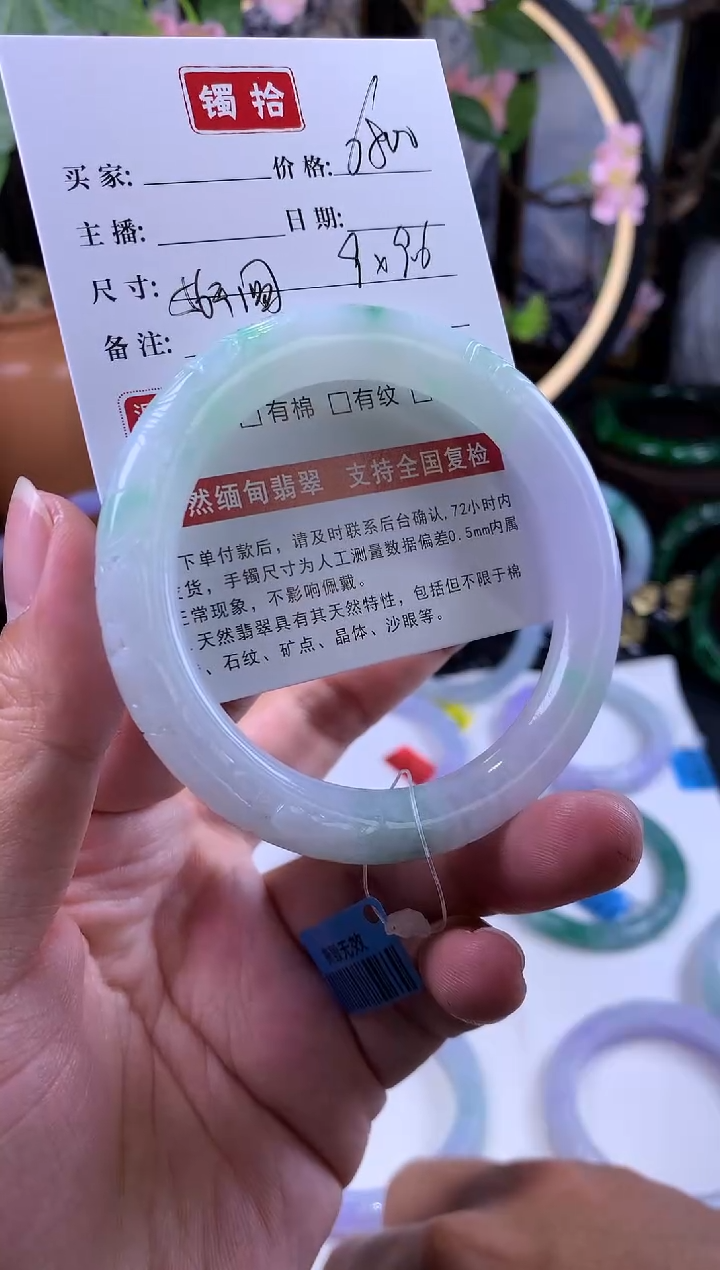 镯拾
买家: 价格:
主播: 日期:
尺寸: 9×9.6
备注:
有棉 有纹
然缅甸翡翠 支持全国复检
下单付款后，请及时联系后台确认，72小时内
货，手镯尺寸为人工测量数据偏差0.5mm内属
常现象，不影响佩戴。
天然翡翠具有其天然特性，包括但不限于棉
、石纹、矿点、晶体、沙眼等。
无效